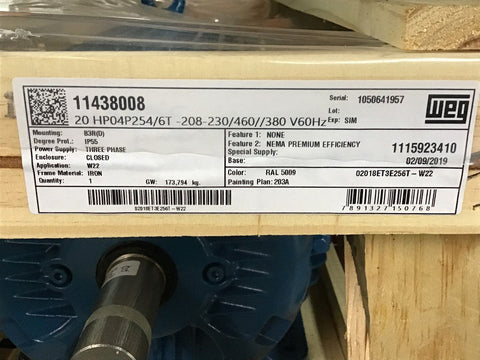 11438008
Serial: 1050641957
WEG
20 HP04P254/6T -208-230/460//380 V60Hz
Lot: Exp: SIM
Mounting: B3R(D)
Degree Prot.: IP55
Power Supply: THREE PHASE
Enclosure: CLOSED
Application: W22
Frame Material: IRON
Quantity: 1 GW: 173,794 kg.
Feature 1: NONE
Feature 2: NEMA PREMIUM EFFICIENCY
Special Supply:
Base:
1115923410
02/09/2019
Color: RAL 5009
Painting Plan: 203A
02018ET3E256T-W22
02018ET3E256T-W22
7891327150768